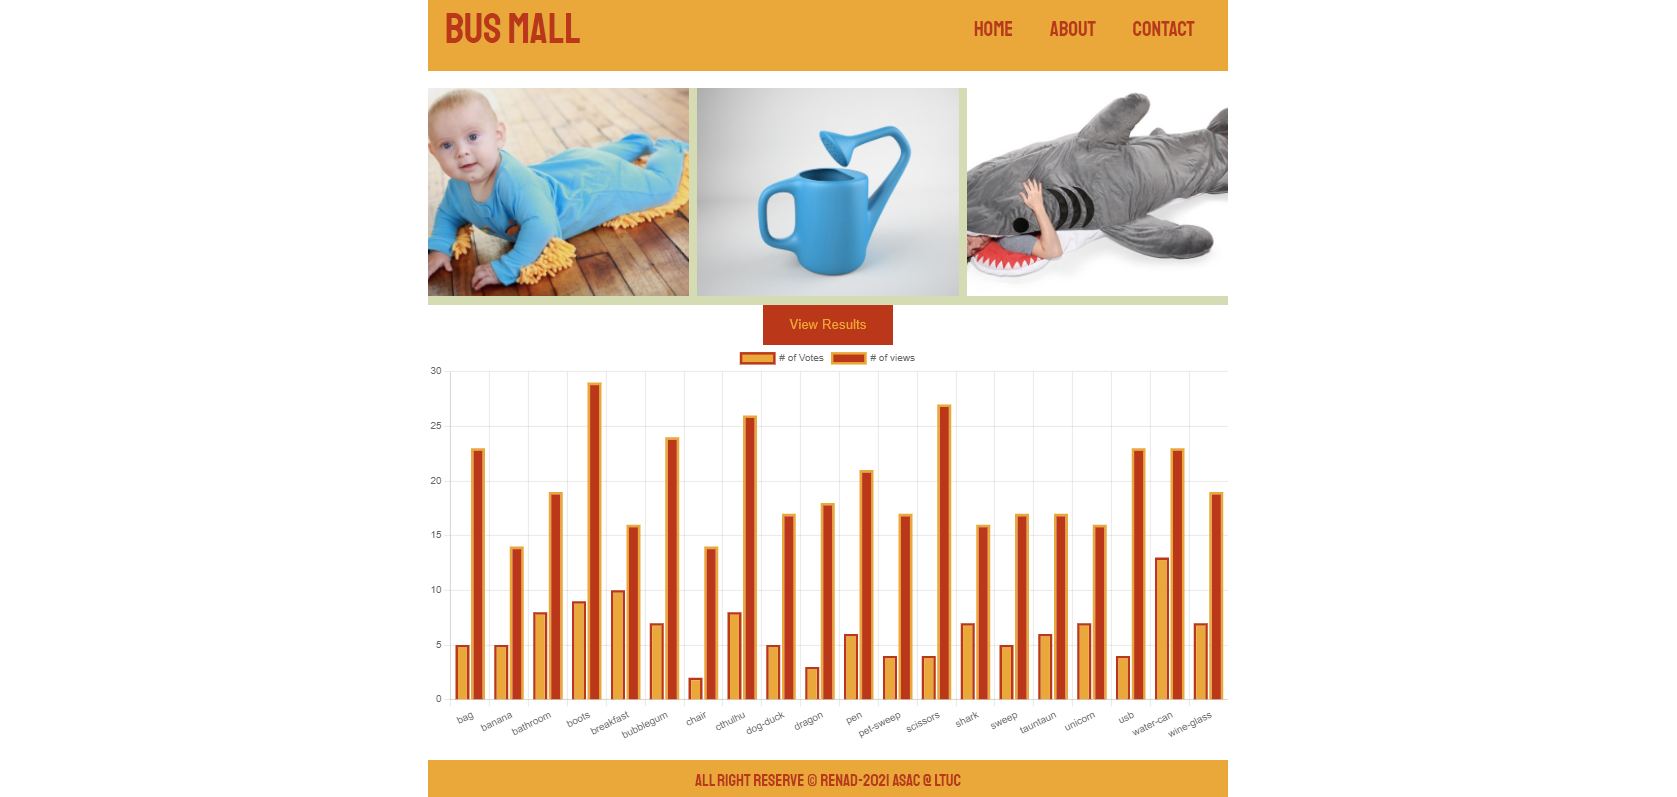 BUS MALL
HOME ABOUT CONTACT
View Results
# of Votes # of views
30
25
20
15
10
5
0
bag banana bathroom boots breakfast bubblegum chair cthulhu dog-duck dragon pen pet-sweep scissors shark sweep tauntaun unicorn usb water-can wine-glass
ALL RIGHT RESERVE © RENAD-2021 ASAC @ LTUC